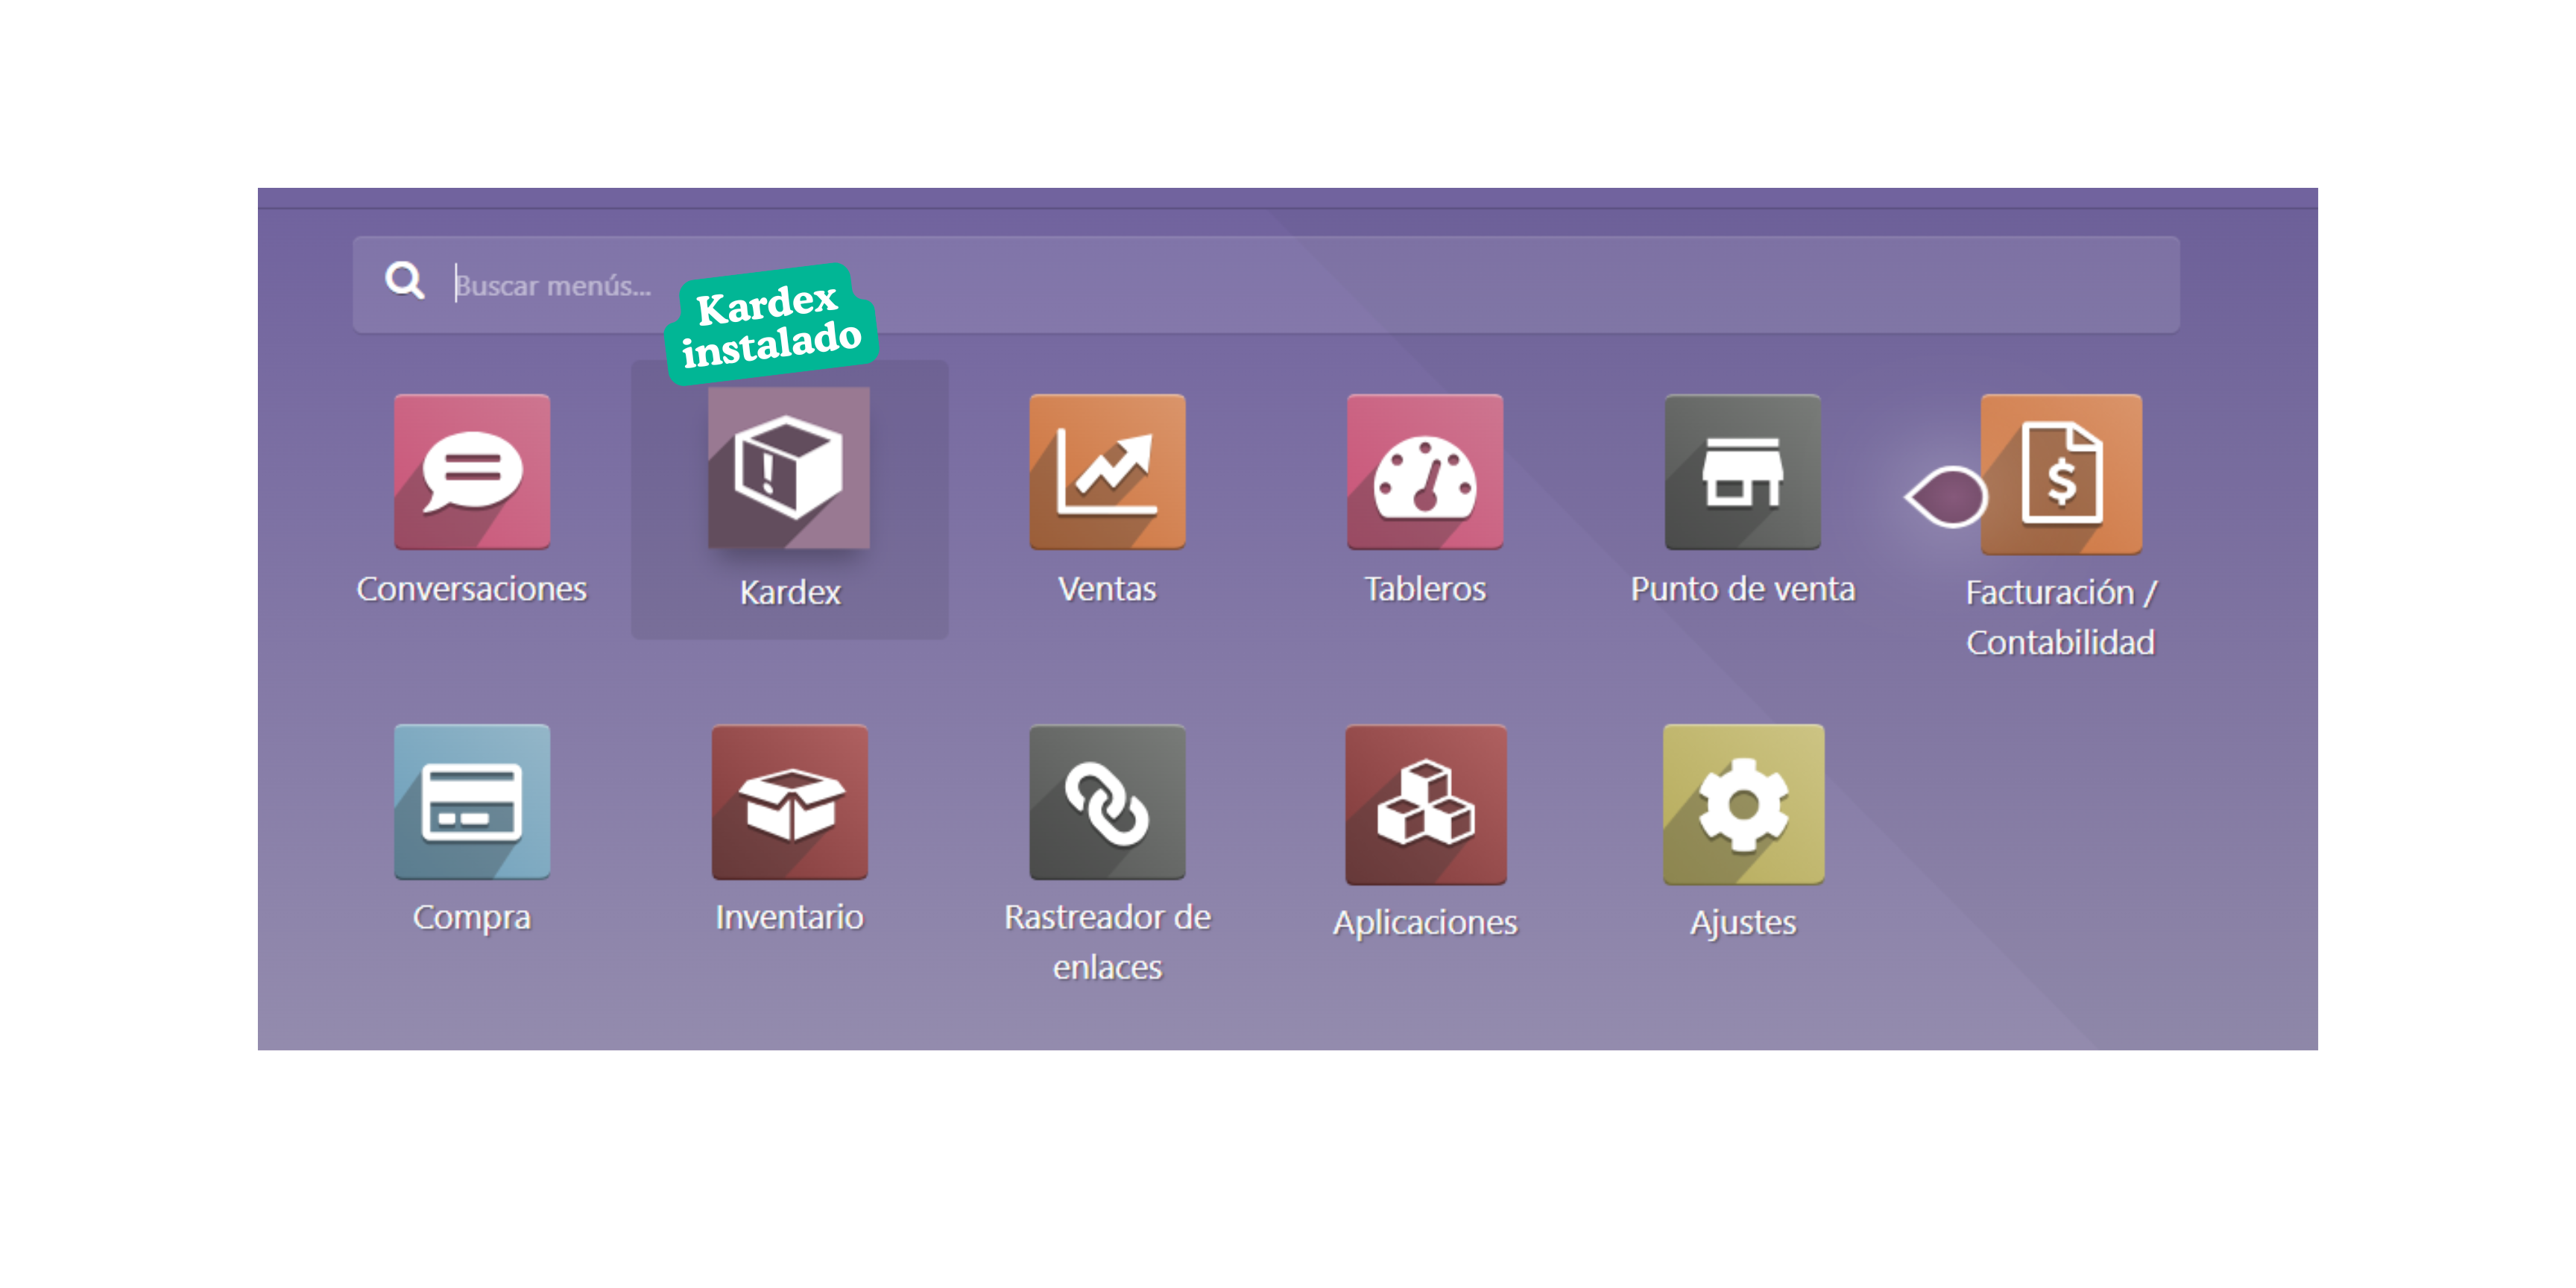 Buscar menús...
Kardex
instalado
Conversaciones
Kardex
Ventas
Tableros
Punto de venta
Facturación /
Contabilidad
Compra
Inventario
Rastreador de
enlaces
Aplicaciones
Ajustes